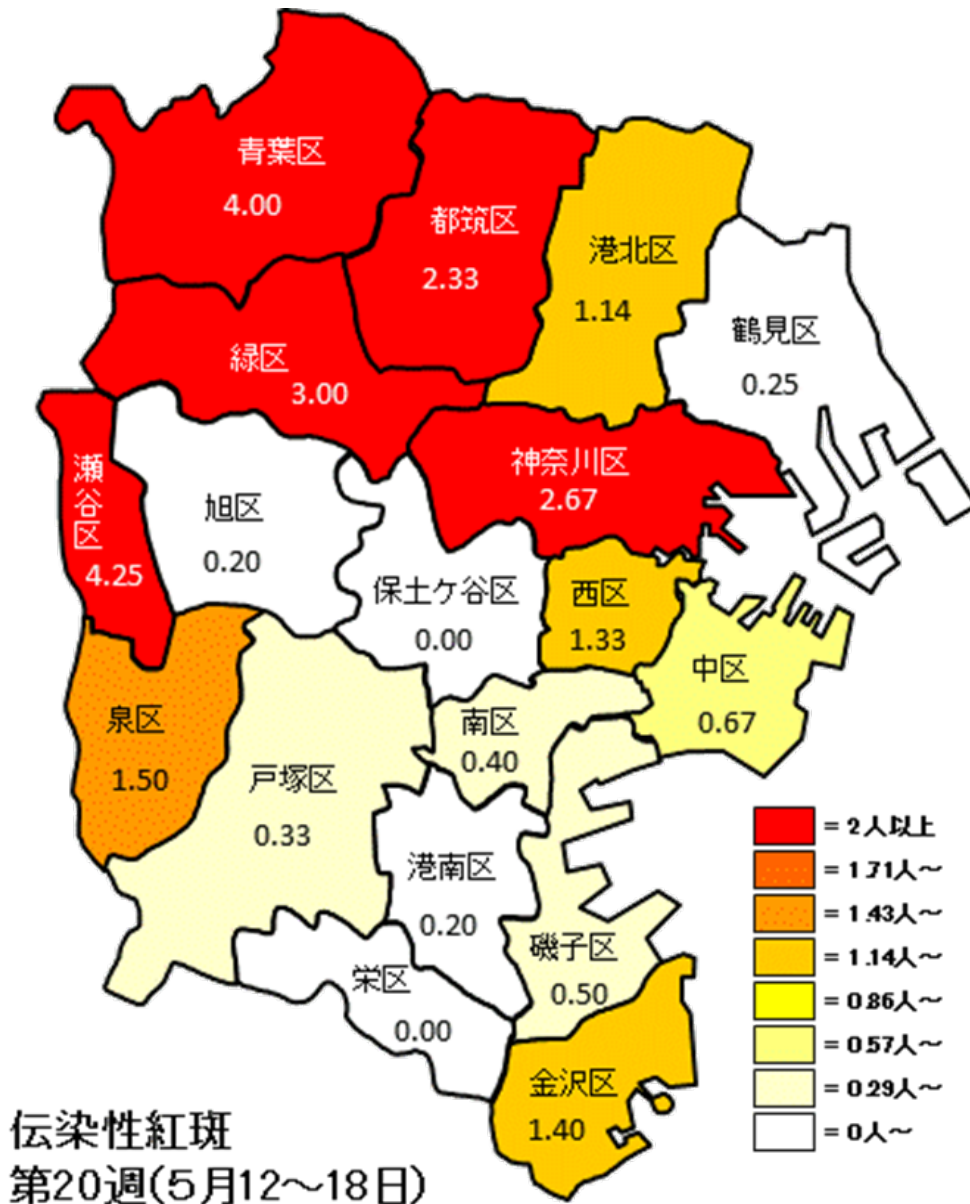 青葉区
4.00
都筑区
2.33
港北区
1.14
鶴見区
0.25
緑区
3.00
神奈川区
2.67
瀬谷区
4.25
旭区
0.20
保土ケ谷区
0.00
西区
1.33
中区
0.67
泉区
1.50
戸塚区
0.33
南区
0.40
港南区
0.20
磯子区
0.50
栄区
0.00
金沢区
1.40
= 2人以上
= 1.71人～
= 1.43人～
= 1.14人～
= 0.86人～
= 0.57人～
= 0.29人～
= 0人～
伝染性紅斑
第20週(5月12～18日)